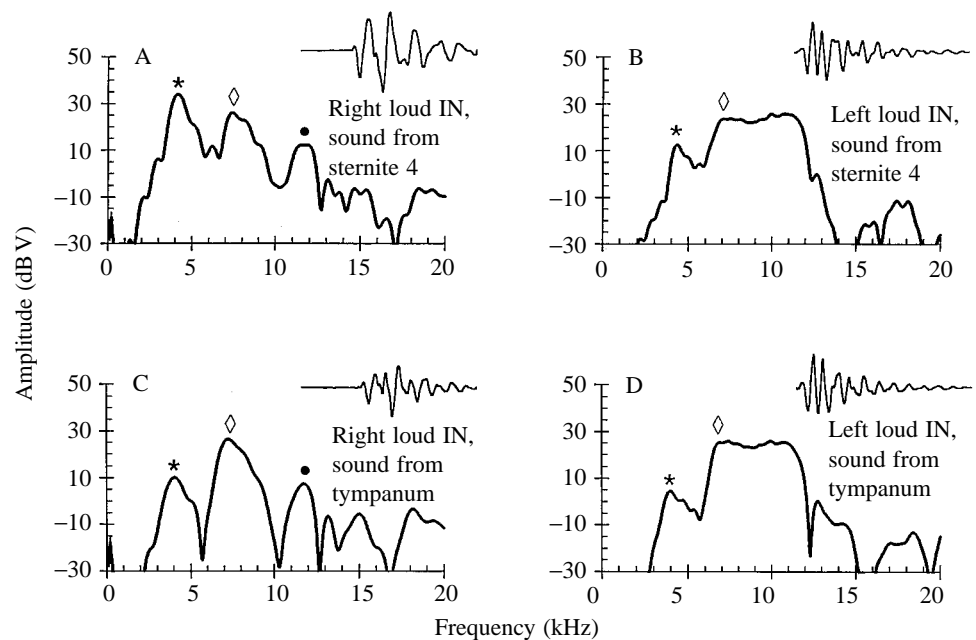 A
50
30
10
−10
−30
0
5
10
15
20
*
◊
●
Right loud IN,
sound from
sternite 4
B
50
30
10
−10
−30
0
5
10
15
20
*
◊
Left loud IN,
sound from
sternite 4
C
50
30
10
−10
−30
0
5
10
15
20
*
◊
●
Right loud IN,
sound from
tympanum
D
50
30
10
−10
−30
0
5
10
15
20
*
◊
Left loud IN,
sound from
tympanum
Amplitude (dB V)
Frequency (kHz)